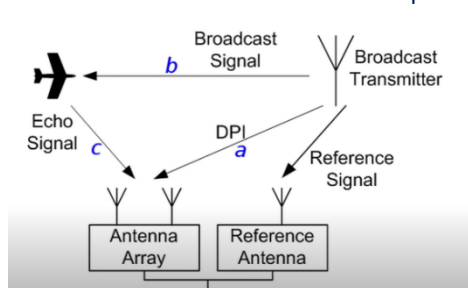 Broadcast
Signal
b
Broadcast
Transmitter
Echo
Signal
c
DPI
a
Reference
Signal
Antenna
Array
Reference
Antenna